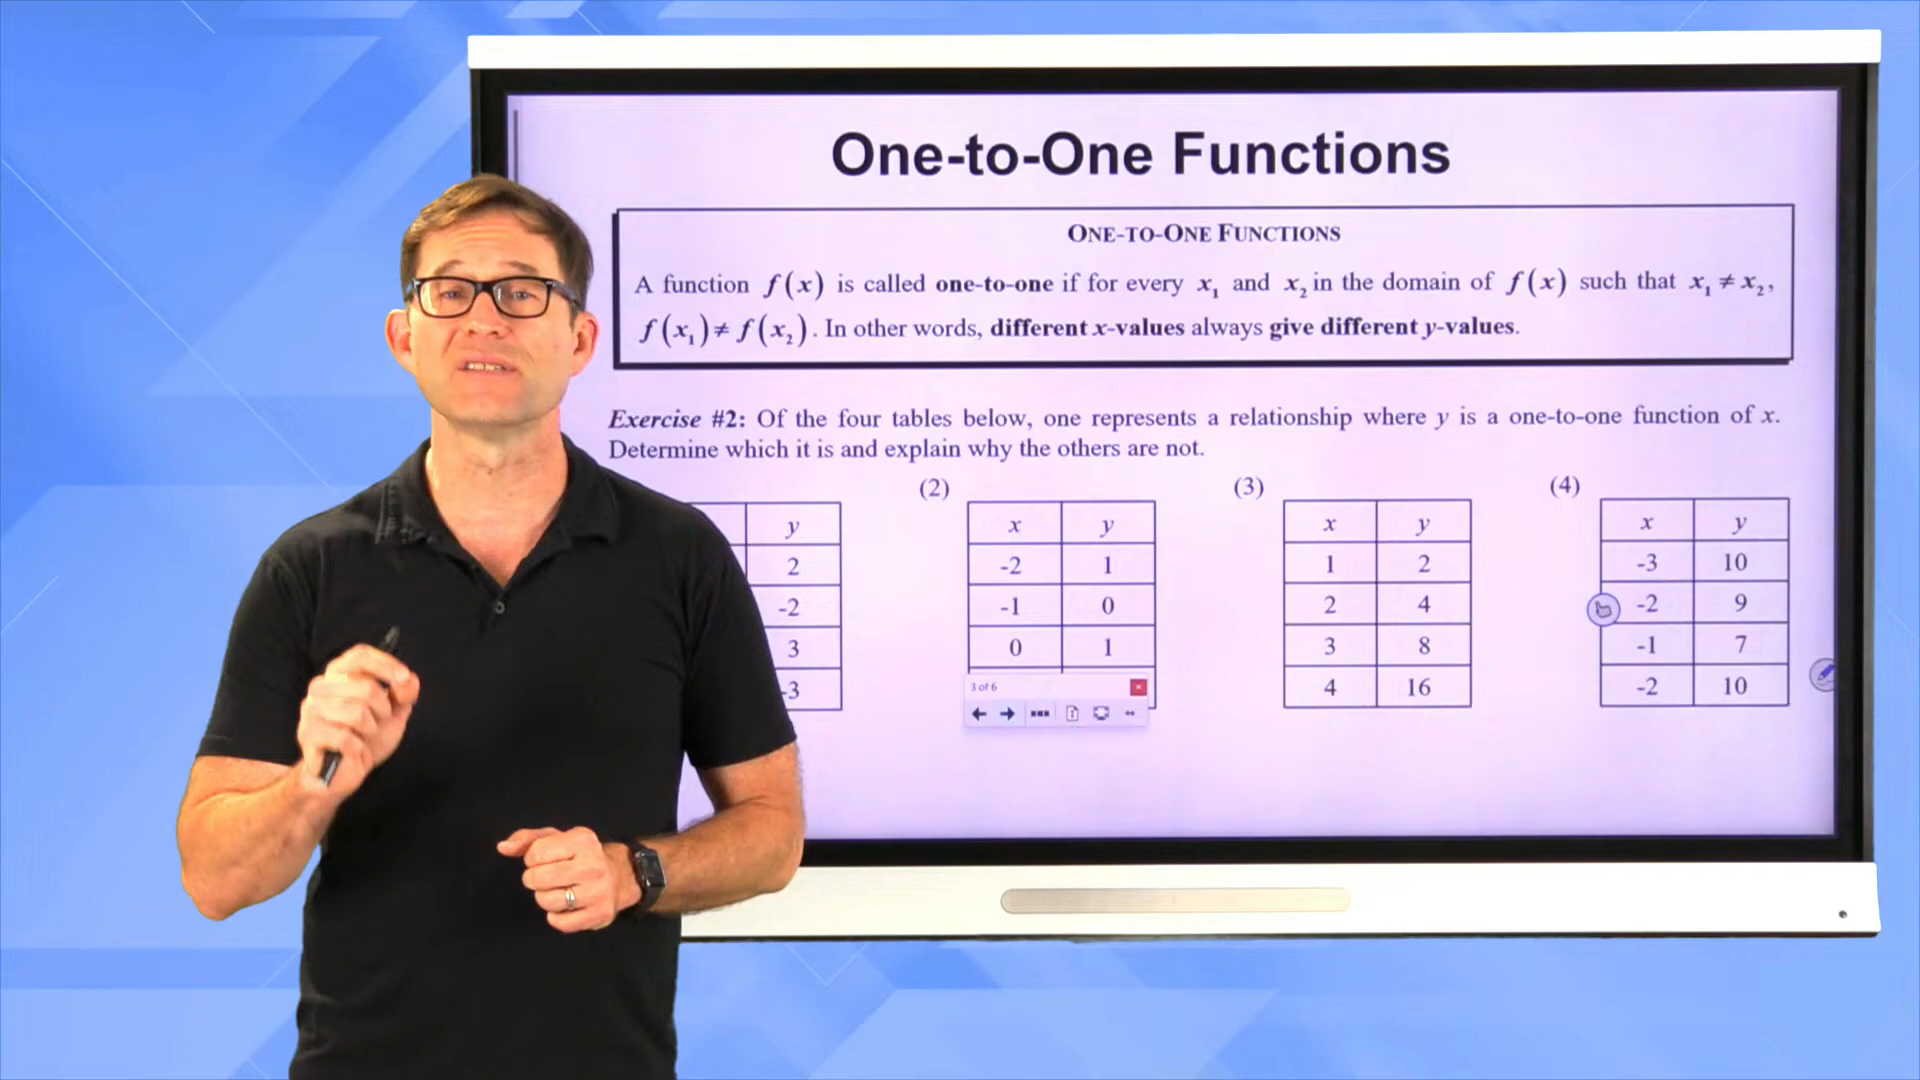 One-to-One Functions
ONE-TO-ONE FUNCTIONS
A function f(x) is called one-to-one if for every x₁ and x₂ in the domain of f(x) such that x₁ ≠ x₂,
f(x₁) ≠ f(x₂). In other words, different x-values always give different y-values.
Exercise #2: Of the four tables below, one represents a relationship where y is a one-to-one function of x.
Determine which it is and explain why the others are not.
y
2
-2
3
-3
(2)
x y
-2 1
-1 0
0 1
3 of 6
(3)
x y
1 2
2 4
3 8
4 16
(4)
x y
-3 10
-2 9
-1 7
-2 10